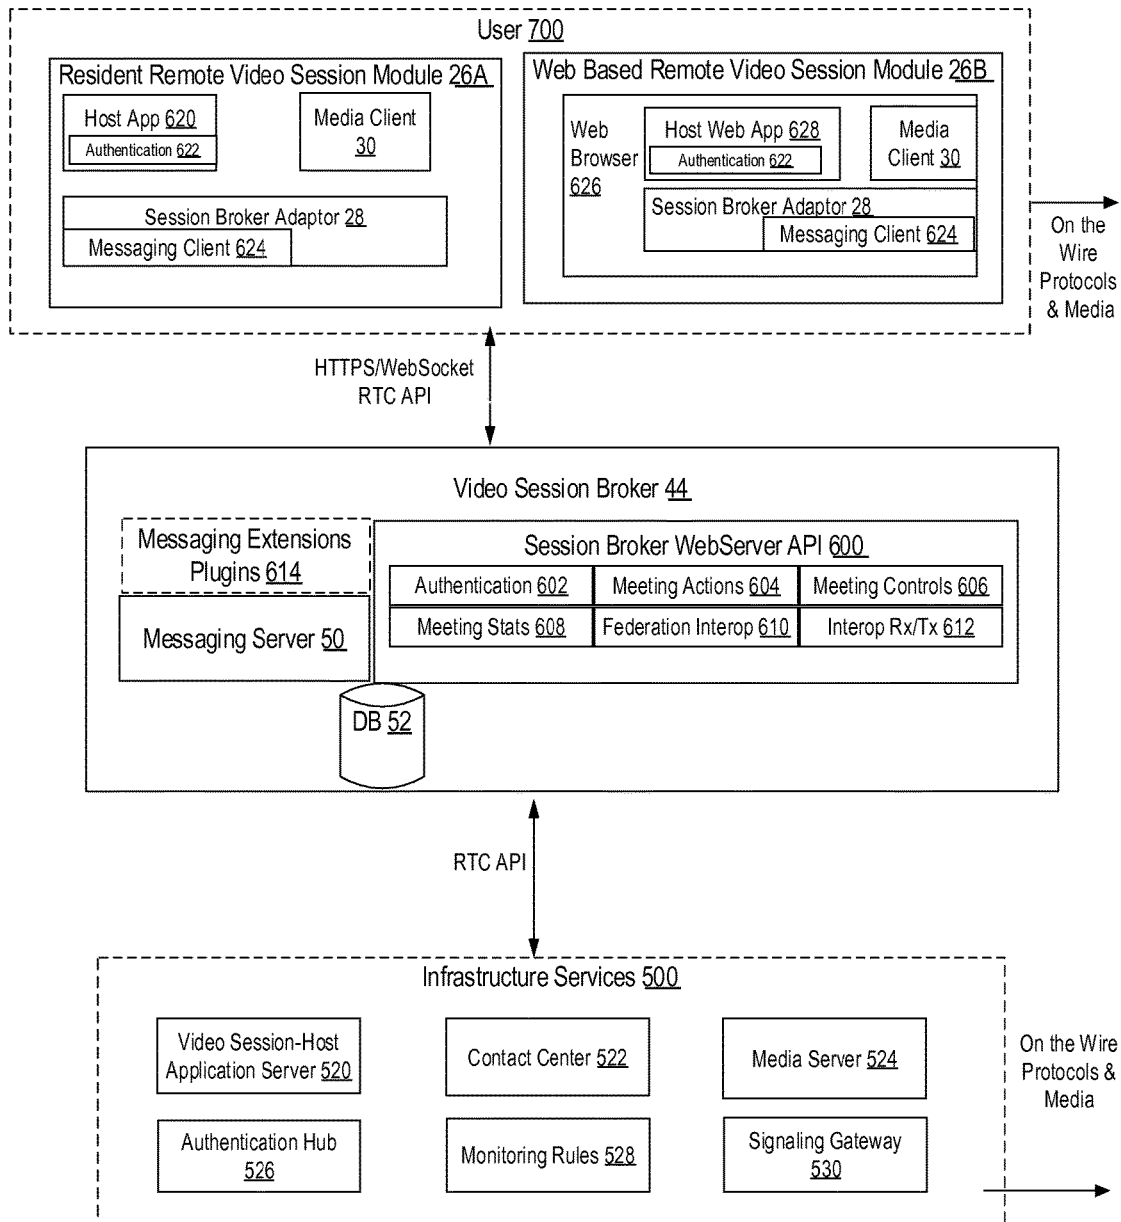 User 700
Resident Remote Video Session Module 26A
Host App 620
Authentication 622
Media Client
30
Session Broker Adaptor 28
Messaging Client 624
Web Based Remote Video Session Module 26B
Web
Browser
626
Host Web App 628
Authentication 622
Media
Client 30
Session Broker Adaptor 28
Messaging Client 624
On the
Wire
Protocols
& Media
HTTPS/WebSocket
RTC API
Video Session Broker 44
Messaging Extensions
Plugins 614
Messaging Server 50
Session Broker WebServer API 600
Authentication 602
Meeting Actions 604
Meeting Controls 606
Meeting Stats 608
Federation Interop 610
Interop Rx/Tx 612
DB 52
RTC API
Infrastructure Services 500
Video Session-Host
Application Server 520
Contact Center 522
Media Server 524
Authentication Hub
526
Monitoring Rules 528
Signaling Gateway
530
On the Wire
Protocols &
Media